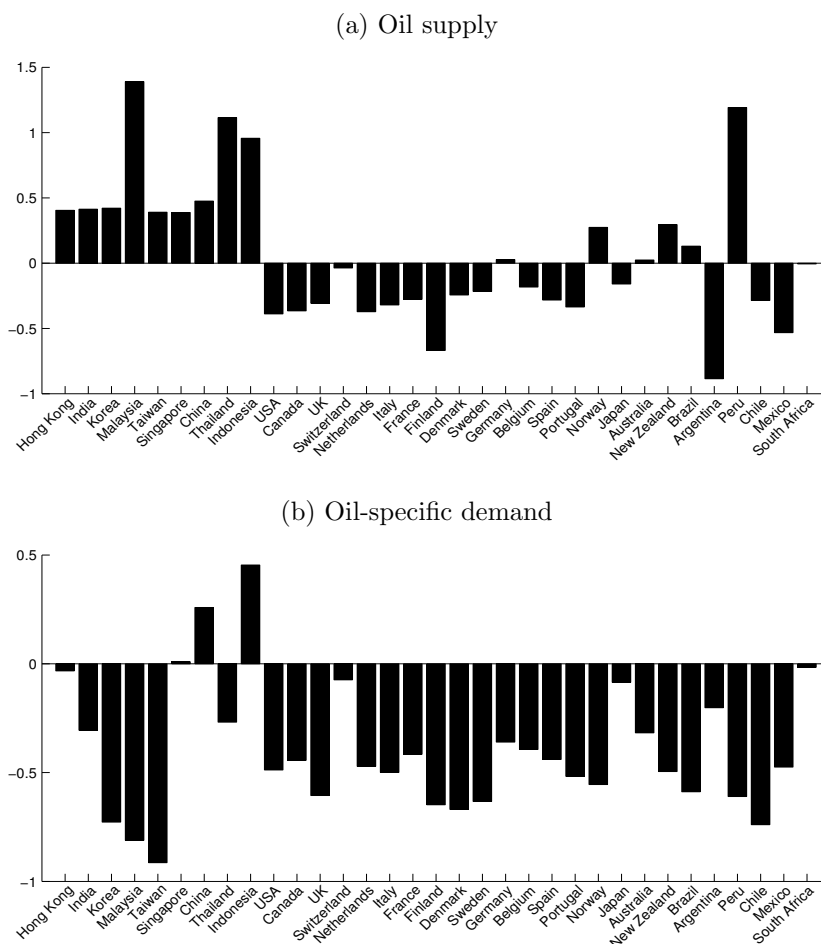 (a) Oil supply
1.5
1
0.5
0
−0.5
−1
Hong Kong
India
Korea
Malaysia
Taiwan
Singapore
China
Thailand
Indonesia
USA
Canada
UK
Switzerland
Netherlands
Italy
France
Finland
Denmark
Sweden
Germany
Belgium
Spain
Portugal
Norway
Japan
Australia
New Zealand
Brazil
Argentina
Peru
Chile
Mexico
South Africa
(b) Oil-specific demand
0.5
0
−0.5
−1
Hong Kong
India
Korea
Malaysia
Taiwan
Singapore
China
Thailand
Indonesia
USA
Canada
UK
Switzerland
Netherlands
Italy
France
Finland
Denmark
Sweden
Germany
Belgium
Spain
Portugal
Norway
Japan
Australia
New Zealand
Brazil
Argentina
Peru
Chile
Mexico
South Africa